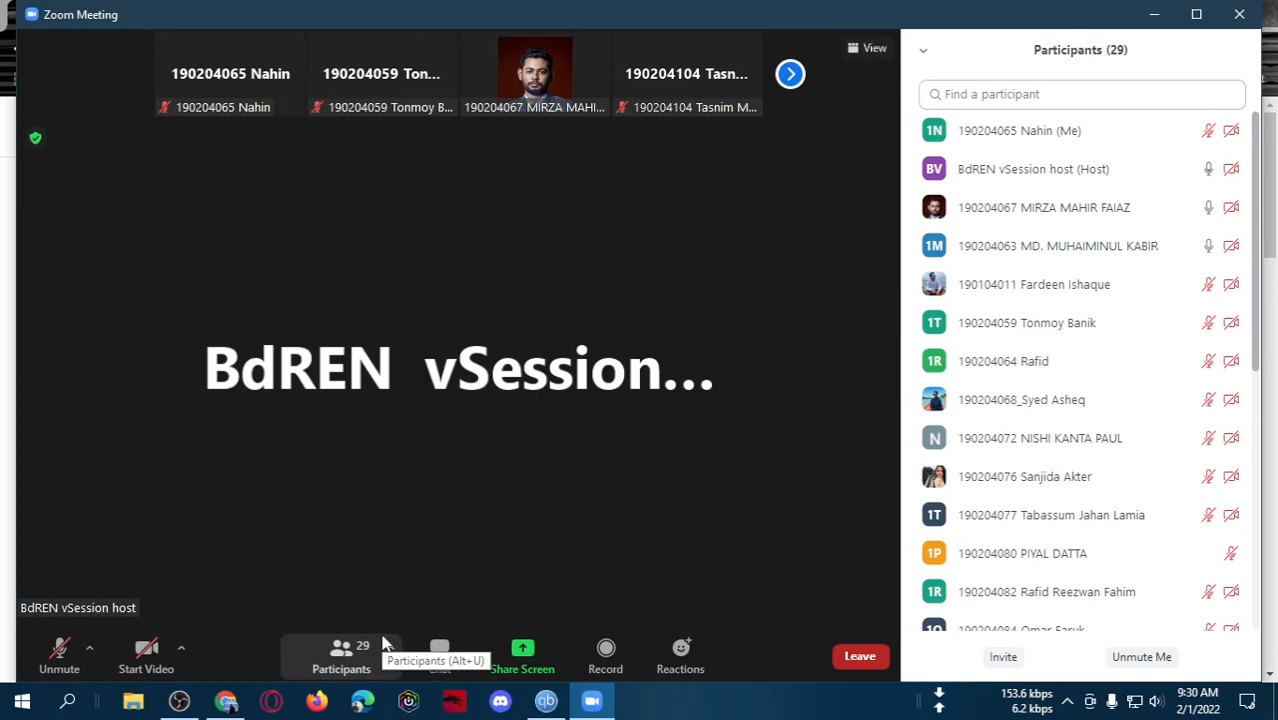 Zoom Meeting
190204065 Nahin
190204059 Ton...
190204104 Tasn...
View
190204065 Nahin
190204059 Tonmoy B...
190204067 MIRZA MAHI...
190204104 Tasnim M...
BdREN vSession...
BdREN vSession host
Unmute
Start Video
29
Participants
Participants (Alt+U)
Share Screen
Record
Reactions
Leave
Participants (29)
Find a participant
1N 190204065 Nahin (Me)
BV BdREN vSession host (Host)
190204067 MIRZA MAHIR FAIAZ
1M 190204063 MD. MUHAIMINUL KABIR
190104011 Fardeen Ishaque
1T 190204059 Tonmoy Banik
1R 190204064 Rafid
190204068_Syed Asheq
N 190204072 NISHI KANTA PAUL
190204076 Sanjida Akter
1T 190204077 Tabassum Jahan Lamia
1P 190204080 PIYAL DATTA
1R 190204082 Rafid Reezwan Fahim
1O 190204084 Omar Faruk
Invite
Unmute Me
qb
153.6 kbps
6.2 kbps
9:30 AM
2/1/2022